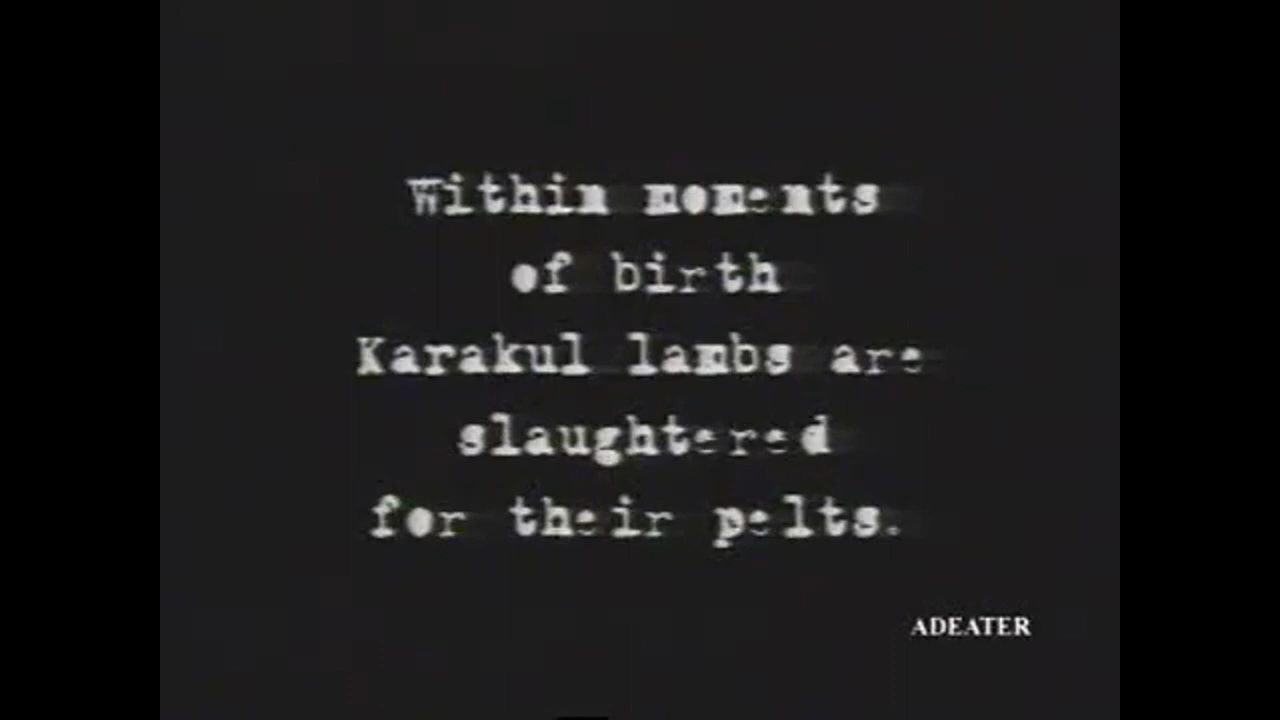 Within moments
of birth
Karakul lambs are
slaughtered
for their pelts.
ADEATER